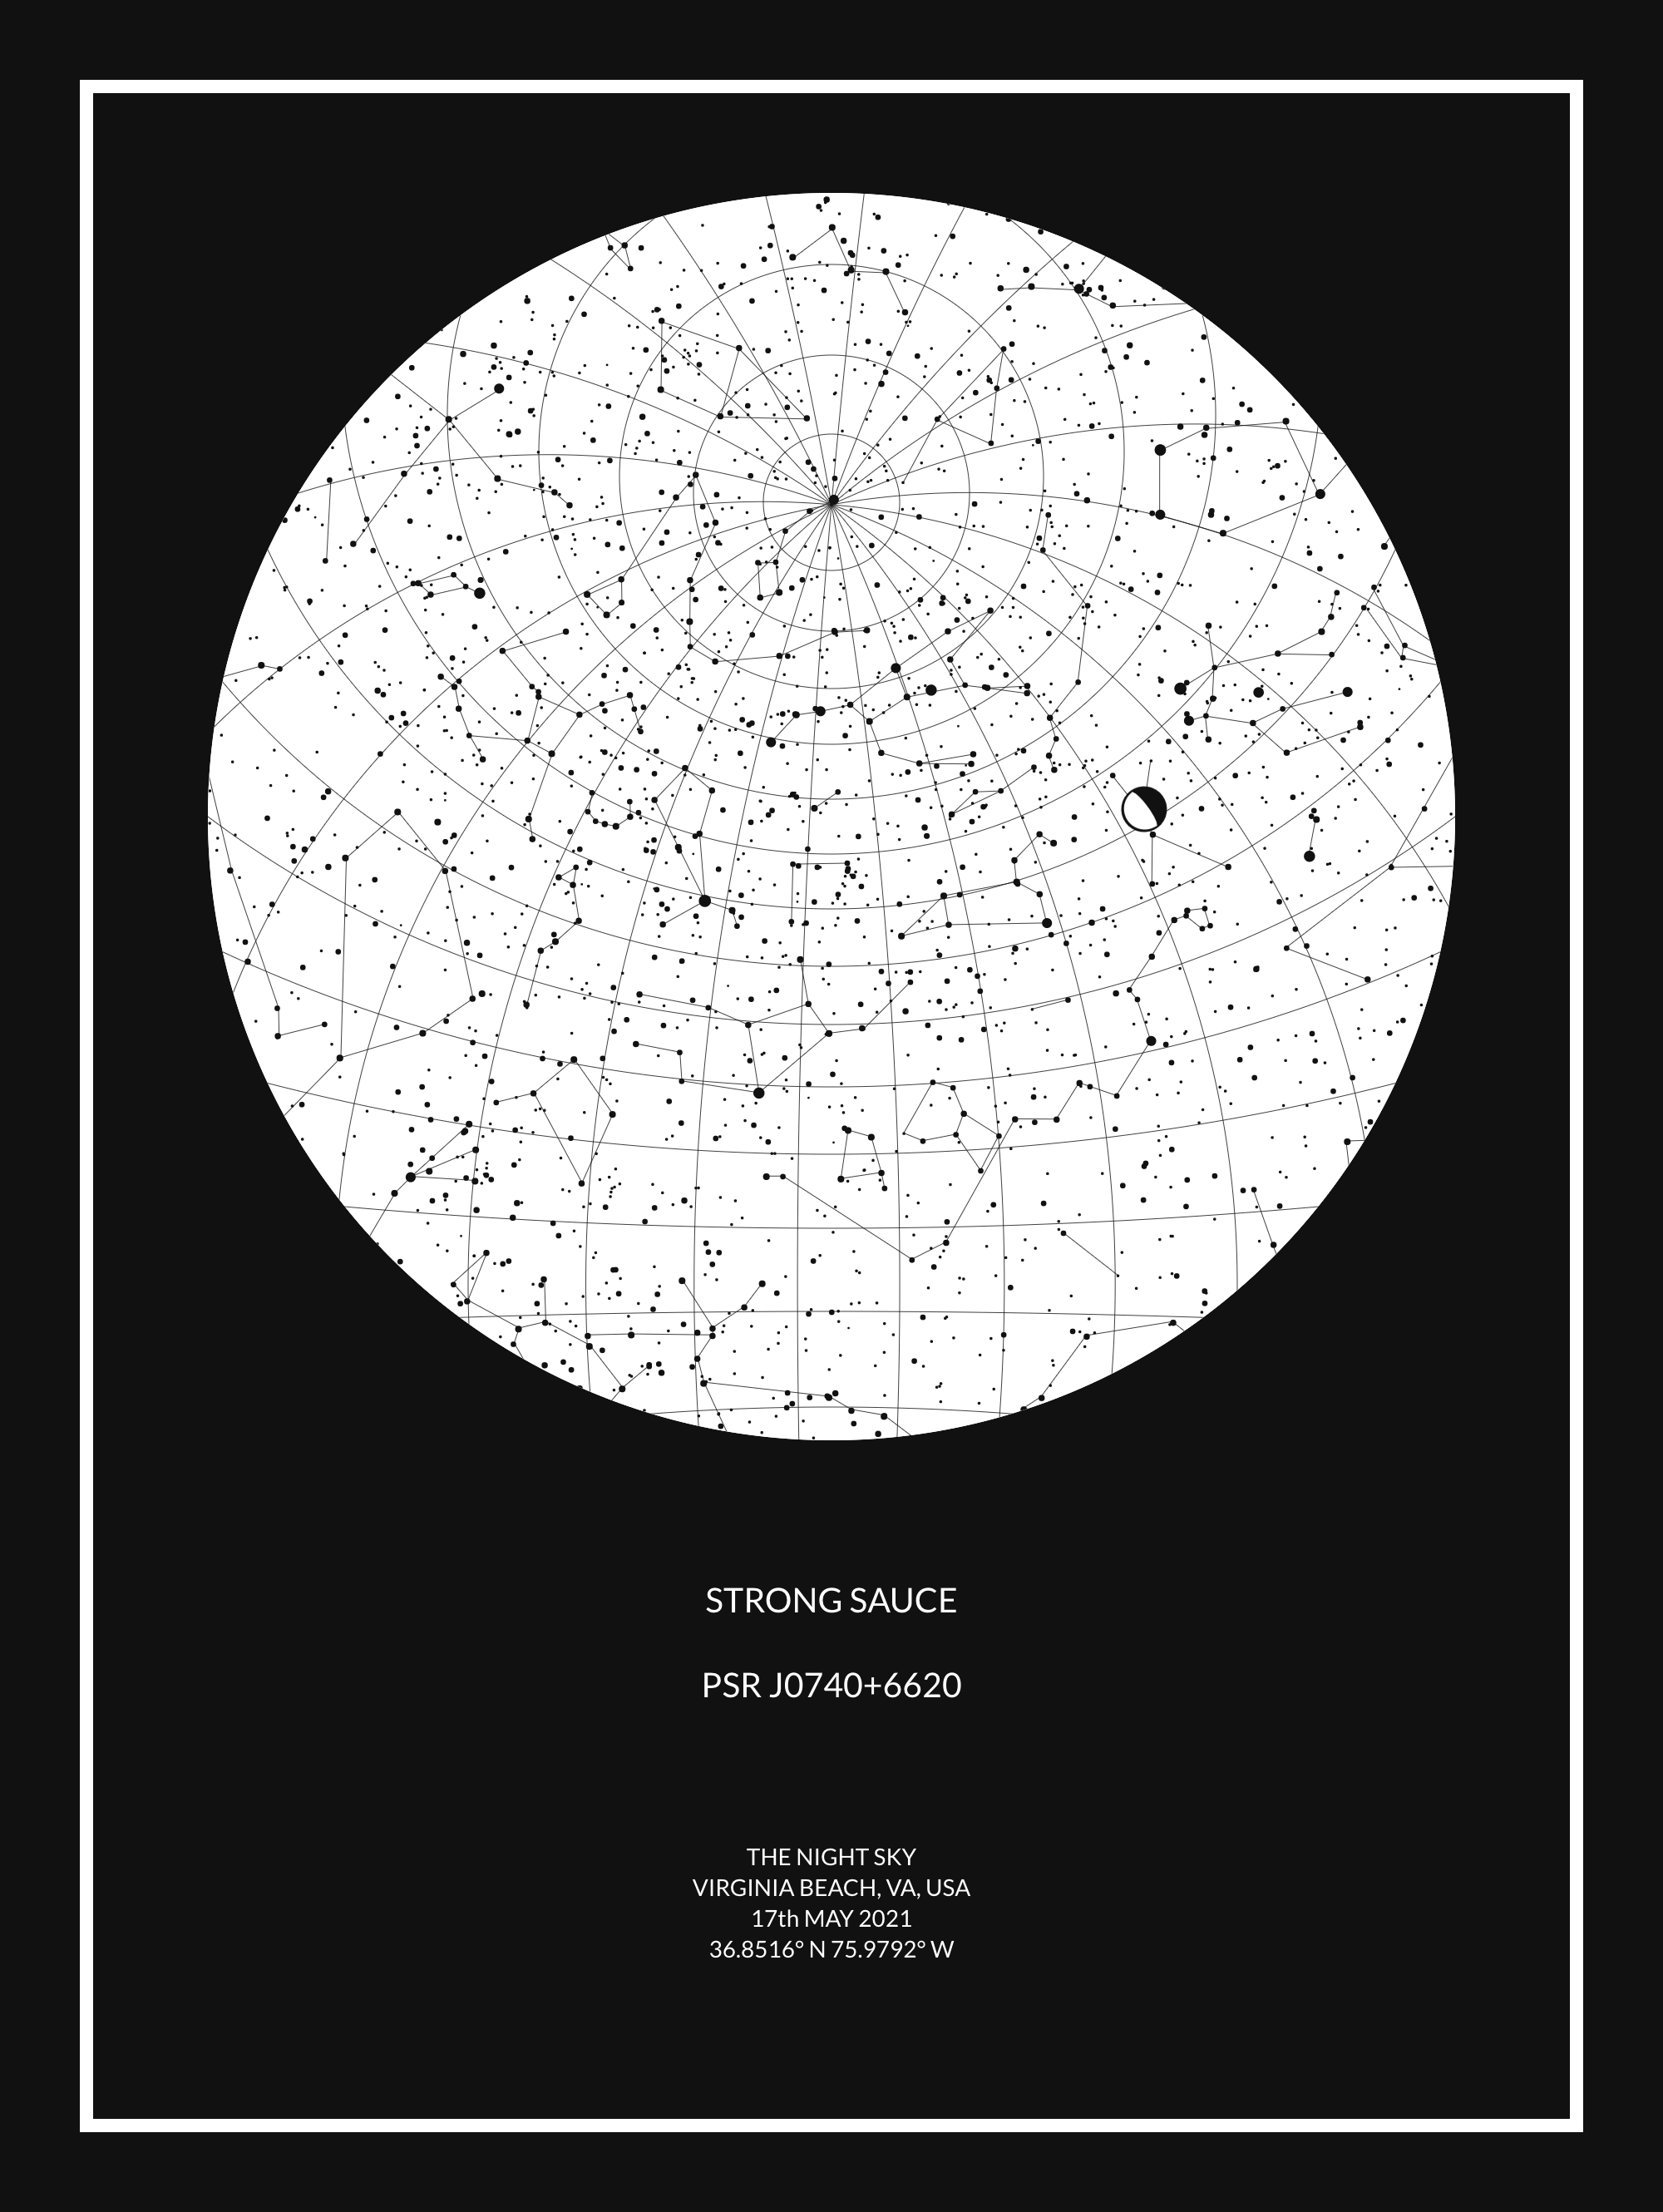 STRONG SAUCE
PSR J0740+6620
THE NIGHT SKY
VIRGINIA BEACH, VA, USA
17th MAY 2021
36.8516° N 75.9792° W